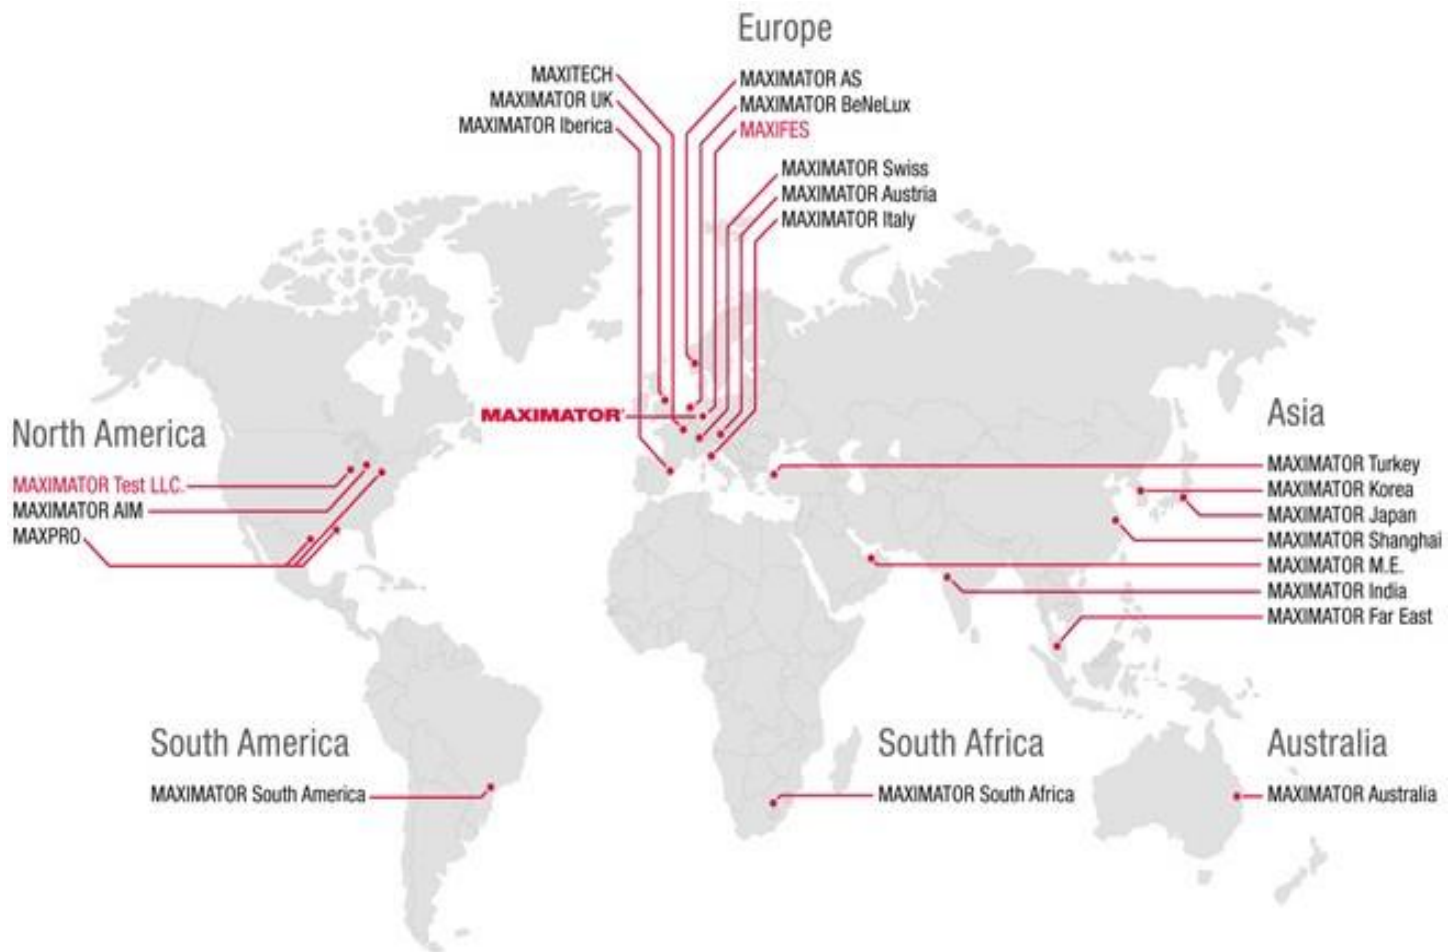 Europe
MAXITECH
MAXIMATOR UK
MAXIMATOR Iberica
MAXIMATOR AS
MAXIMATOR BeNeLux
MAXIFES
MAXIMATOR Swiss
MAXIMATOR Austria
MAXIMATOR Italy
MAXIMATOR
North America
MAXIMATOR Test LLC.
MAXIMATOR AIM
MAXPRO
Asia
MAXIMATOR Turkey
MAXIMATOR Korea
MAXIMATOR Japan
MAXIMATOR Shanghai
MAXIMATOR M.E.
MAXIMATOR India
MAXIMATOR Far East
South America
MAXIMATOR South America
South Africa
MAXIMATOR South Africa
Australia
MAXIMATOR Australia